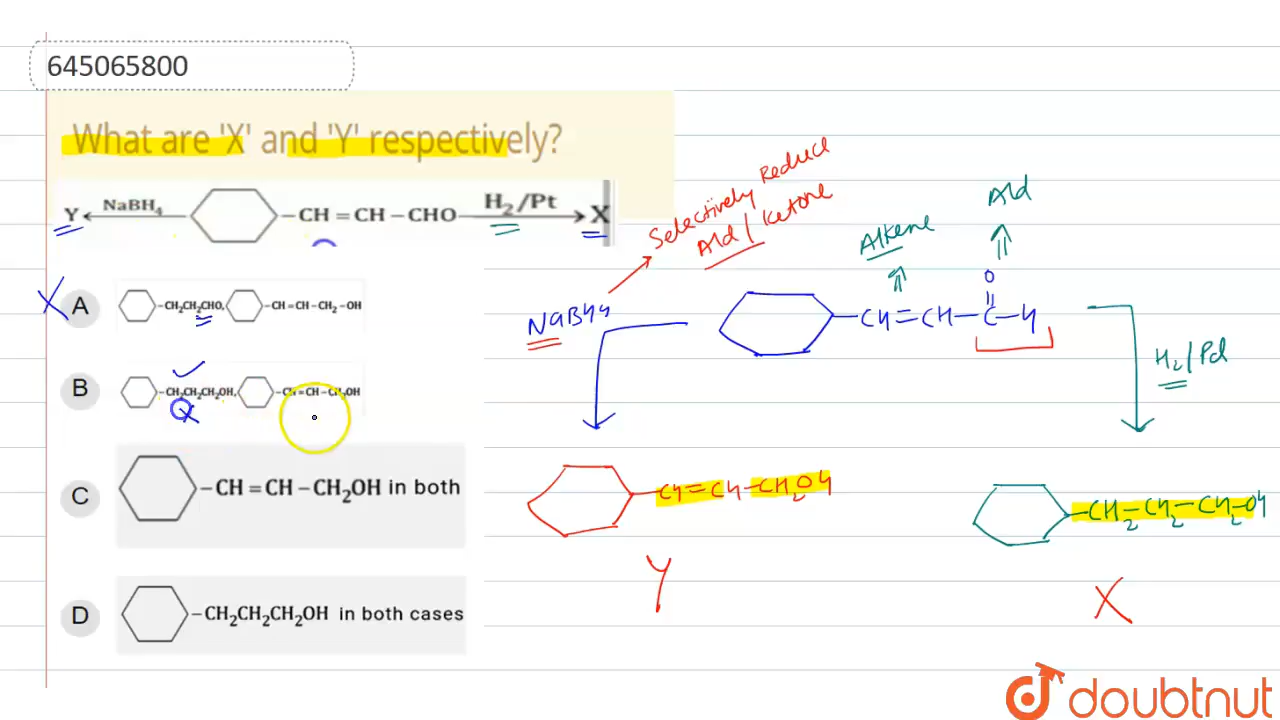 645065800
What are 'X' and 'Y' respectively?
Y NaBH4 -CH=CH-CHO H2/Pt X
A -CH2CH2CHO, -CH=CH-CH2-OH
B -CH2CH2CH2OH, -CH=CH-CH2OH
C -CH=CH-CH2OH in both
D -CH2CH2CH2OH in both cases
X
X
Selectively Reduce
Ald/Ketone
NaBH4
Alkene
Ald
O
-CH=CH-C-H
H2/Pd
-CH=CH-CH2OH
Y
-CH2-CH2-CH2-OH
X
doubtnut